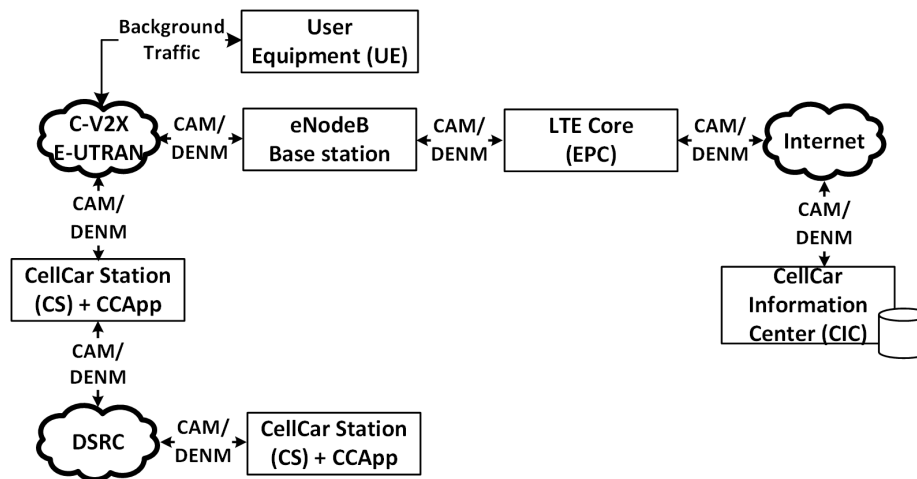 Background
Traffic
User
Equipment (UE)
C-V2X
E-UTRAN
CAM/
DENM
eNodeB
Base station
CAM/
DENM
LTE Core
(EPC)
CAM/
DENM
Internet
CAM/
DENM
CAM/
DENM
CellCar Station
(CS) + CCApp
CellCar
Information
Center (CIC)
CAM/
DENM
DSRC
CAM/
DENM
CellCar Station
(CS) + CCApp